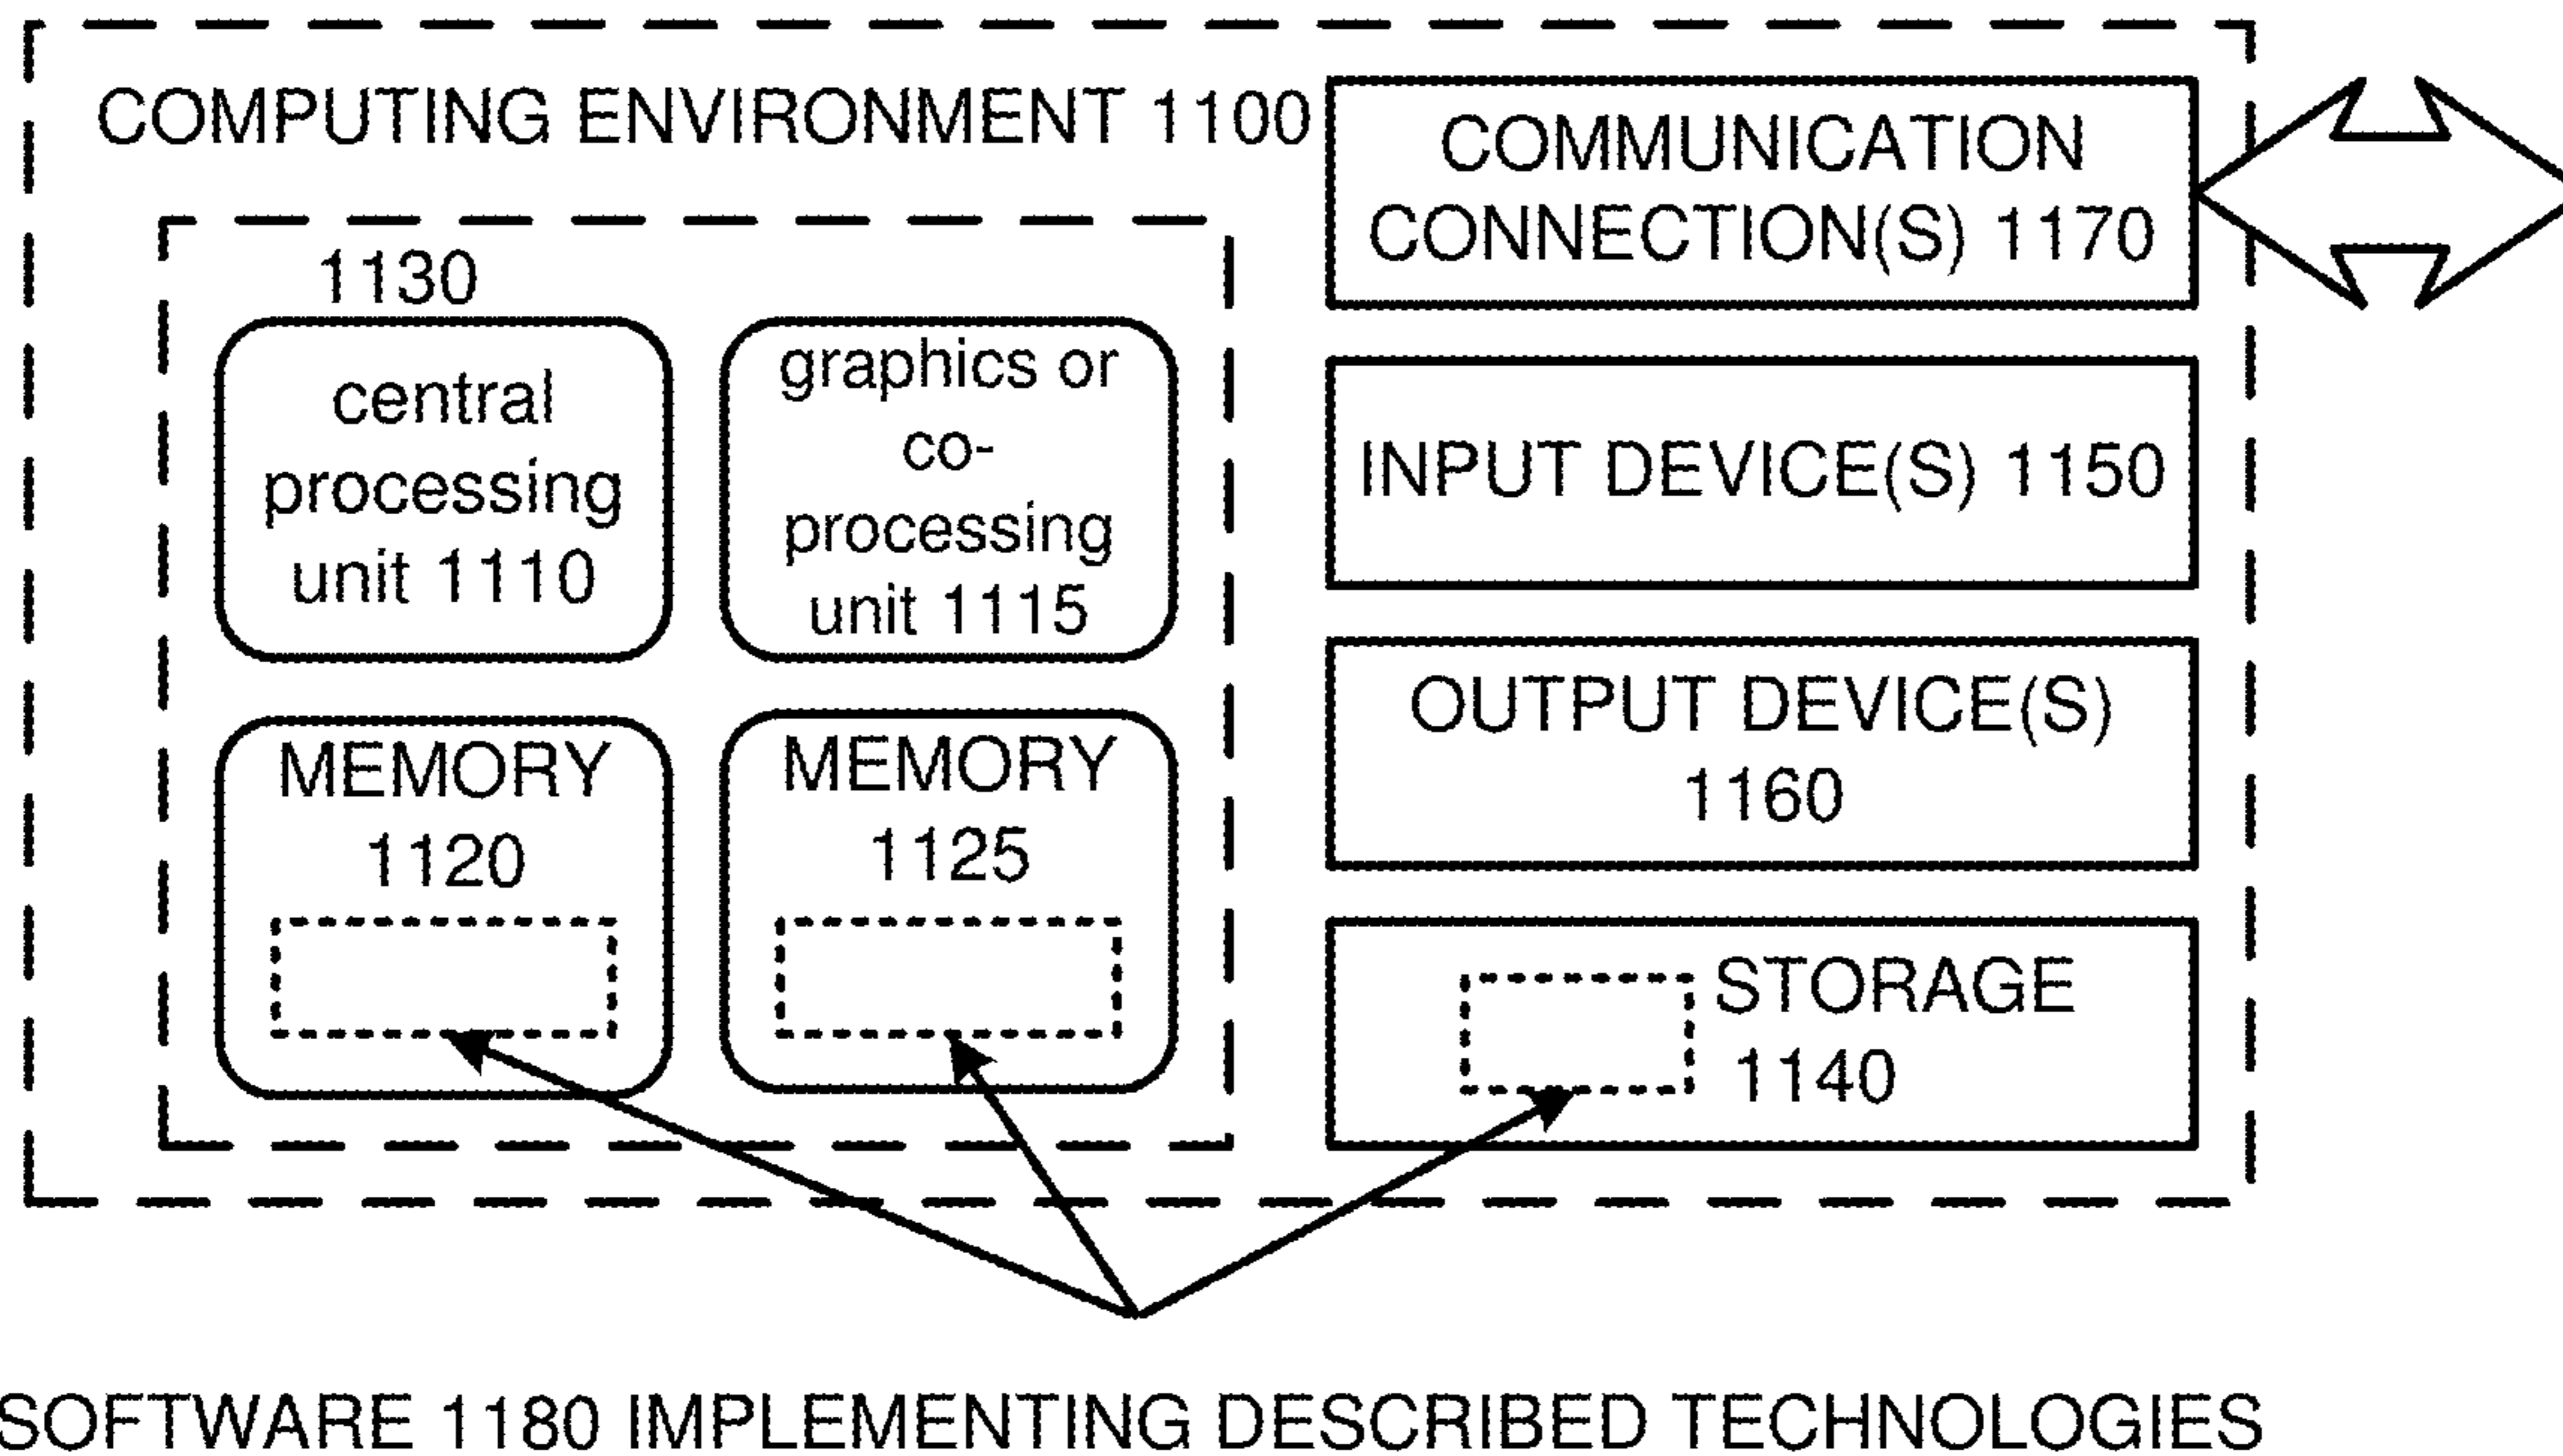 COMPUTING ENVIRONMENT 1100
1130
central
processing
unit 1110
graphics or
co-
processing
unit 1115
MEMORY
1120
MEMORY
1125
COMMUNICATION
CONNECTION(S) 1170
INPUT DEVICE(S) 1150
OUTPUT DEVICE(S)
1160
STORAGE
1140
SOFTWARE 1180 IMPLEMENTING DESCRIBED TECHNOLOGIES